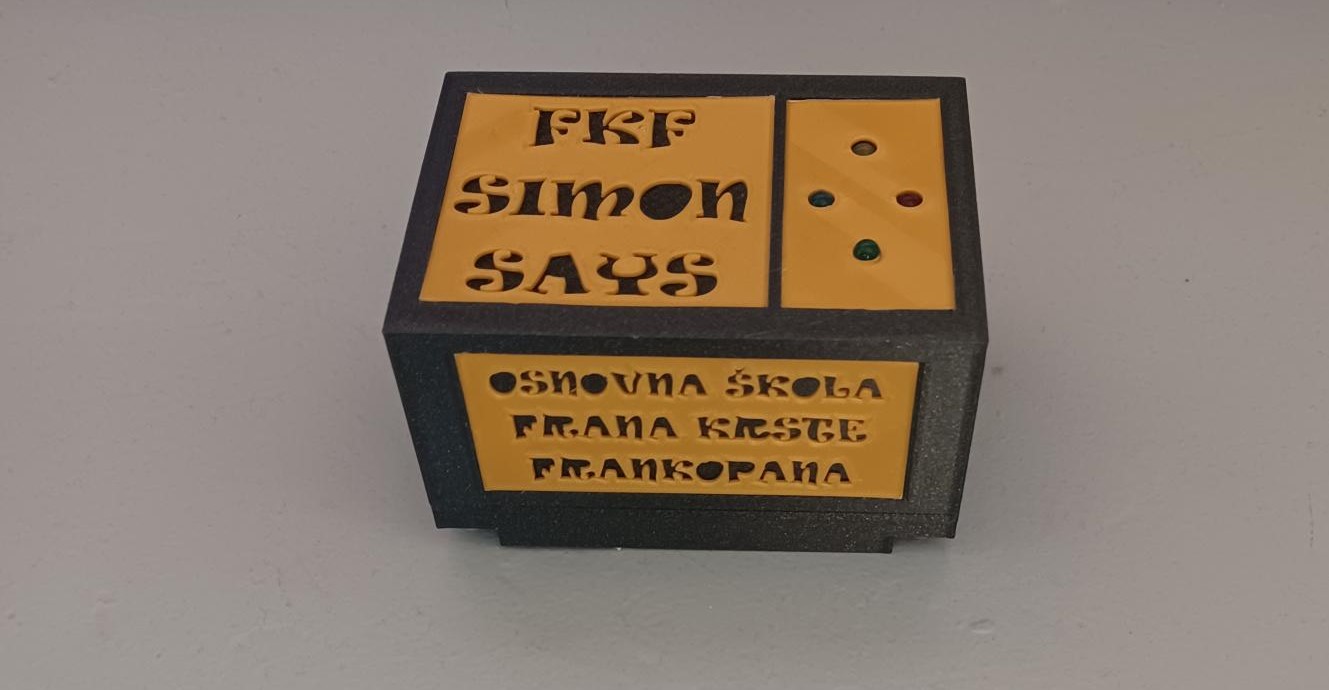 FKF
SIMON
SAYS
OSNOVNA ŠKOLA
FRANA KRSTE
FRANKOPANA